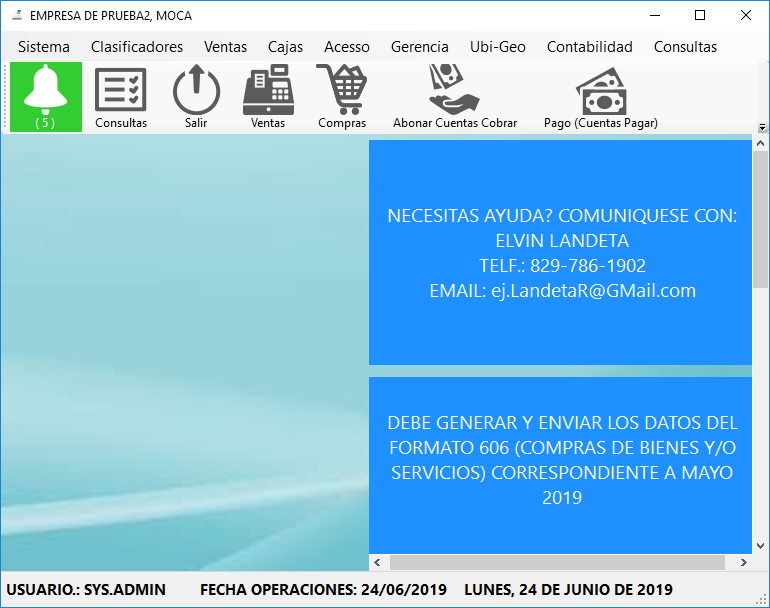 EMPRESA DE PRUEBA2, MOCA
Sistema Clasificadores Ventas Cajas Acceso Gerencia Ubi-Geo Contabilidad Consultas
( 5 ) Consultas Salir Ventas Compras Abonar Cuentas Cobrar Pago (Cuentas Pagar)
NECESITAS AYUDA? COMUNIQUESE CON:
ELVIN LANDETA
TELF.: 829-786-1902
EMAIL: ej.LandetaR@GMail.com
DEBE GENERAR Y ENVIAR LOS DATOS DEL
FORMATO 606 (COMPRAS DE BIENES Y/O
SERVICIOS) CORRESPONDIENTE A MAYO
2019
USUARIO.: SYS.ADMIN FECHA OPERACIONES: 24/06/2019 LUNES, 24 DE JUNIO DE 2019